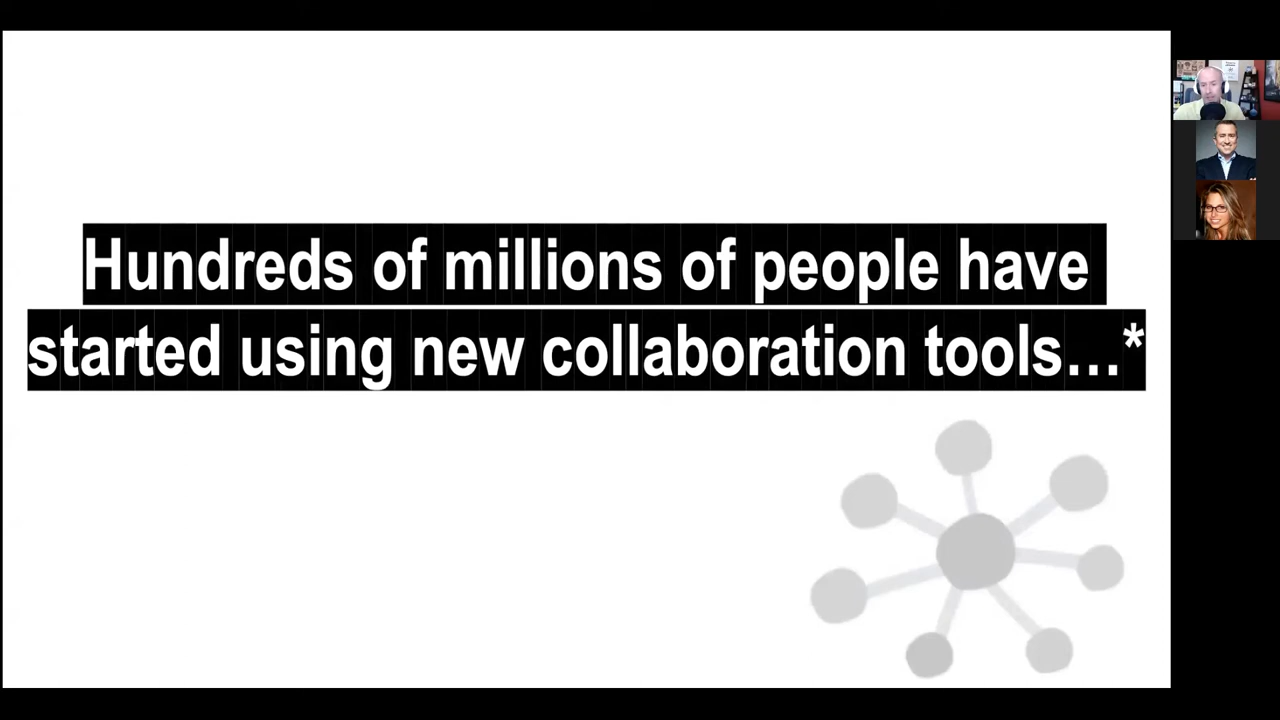 Hundreds of millions of people have
started using new collaboration tools…*